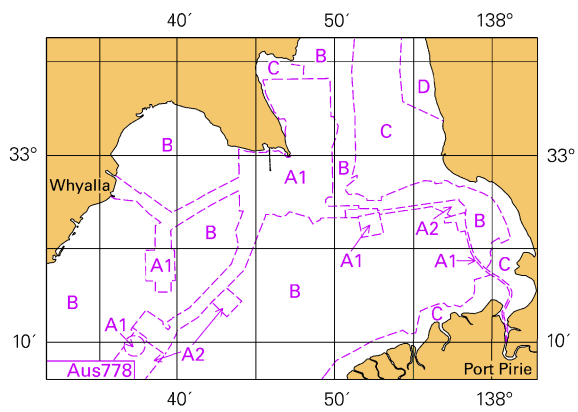 40´ 50´ 138°
B
C
D
C
B
33° 33°
A1
B
Whyalla
A2 B
B
A1 A1 A1 C
B
B
C
A1
10´ A2 10´
Aus778 Port Pirie
40´ 50´ 138°